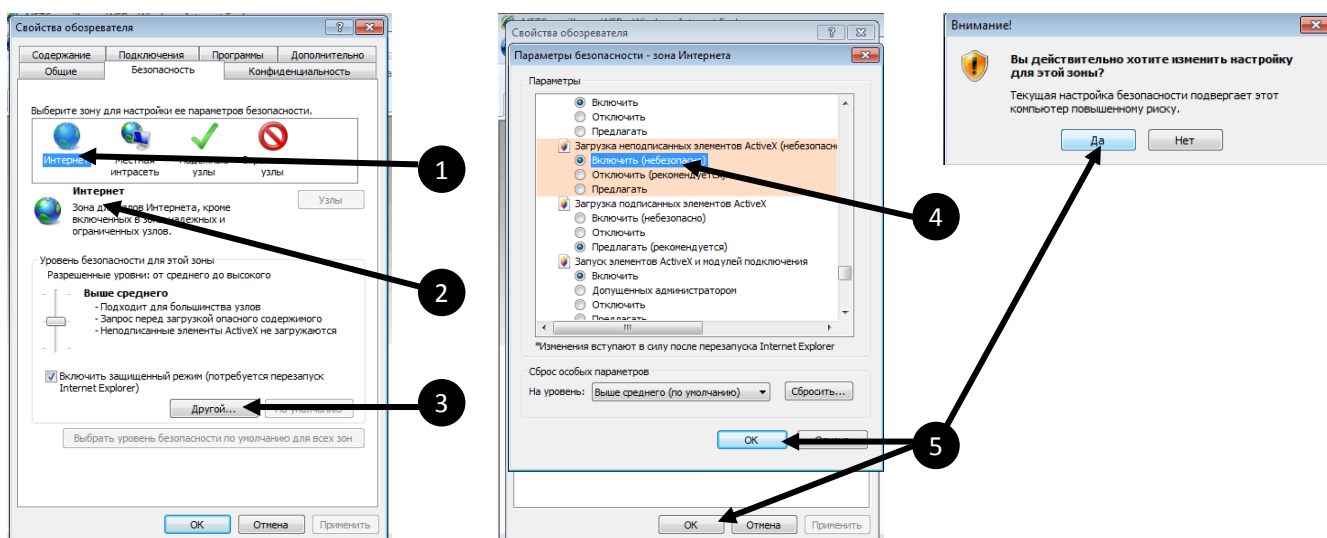 Свойства обозревателя
Содержание Подключения Программы Дополнительно
Общие Безопасность Конфиденциальность
Выберите зону для настройки ее параметров безопасности.
Интернет
интрасеть узлы узлы
Интернет
Узлы
Зона для узлов Интернета, кроме
включенных в зоны надежных и
ограниченных узлов.
Уровень безопасности для этой зоны
Разрешенные уровни: от среднего до высокого
Выше среднего
- Подходит для большинства узлов
- Запрос перед загрузкой опасного содержимого
- Неподписанные элементы ActiveX не загружаются
Включить защищенный режим (потребуется перезапуск
Internet Explorer)
Другой... По умолчанию
Выбрать уровень безопасности по умолчанию для всех зон
OK Отмена Применить
1
2
3
Свойства обозревателя
Параметры безопасности - зона Интернета
Параметры
Включить
Отключить
Предлагать
Загрузка неподписанных элементов ActiveX (небезопасн
Включить (небезопасно)
Отключить (рекомендуется)
Предлагать
Загрузка подписанных элементов ActiveX
Включить (небезопасно)
Отключить
Предлагать (рекомендуется)
Запуск элементов ActiveX и модулей подключения
Включить
Допущенных администратором
Отключить
Предлагать
*Изменения вступают в силу после перезапуска Internet Explorer
Сброс особых параметров
На уровень: Выше среднего (по умолчанию) Сбросить...
OK Отмена
OK Отмена Применить
4
5
Внимание!
Вы действительно хотите изменить настройку
для этой зоны?
Текущая настройка безопасности подвергает этот
компьютер повышенному риску.
Да Нет